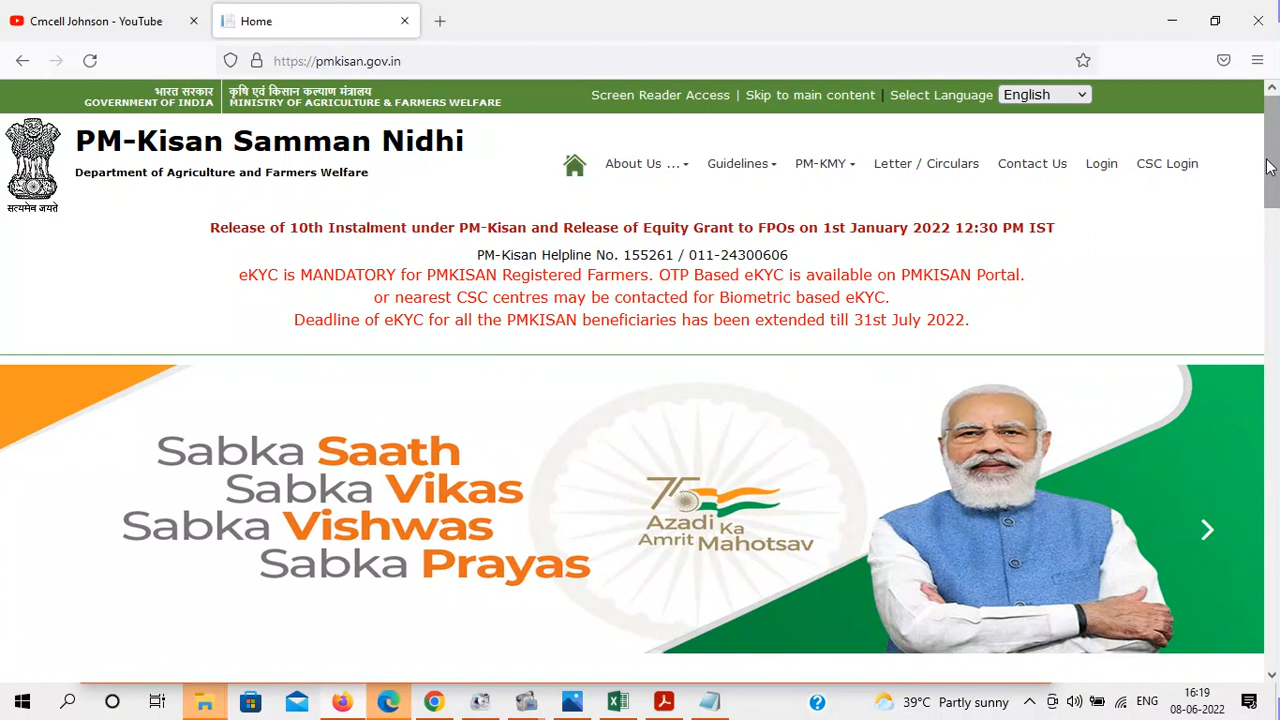 Cmcell Johnson - YouTube
Home
https://pmkisan.gov.in
भारत सरकार
GOVERNMENT OF INDIA
कृषि एवं किसान कल्याण मंत्रालय
MINISTRY OF AGRICULTURE & FARMERS WELFARE
Screen Reader Access | Skip to main content | Select Language English
PM-Kisan Samman Nidhi
Department of Agriculture and Farmers Welfare
सत्यमेव जयते
About Us ... Guidelines PM-KMY Letter / Circulars Contact Us Login CSC Login
Release of 10th Instalment under PM-Kisan and Release of Equity Grant to FPOs on 1st January 2022 12:30 PM IST
PM-Kisan Helpline No. 155261 / 011-24300606
eKYC is MANDATORY for PMKISAN Registered Farmers. OTP Based eKYC is available on PMKISAN Portal.
or nearest CSC centres may be contacted for Biometric based eKYC.
Deadline of eKYC for all the PMKISAN beneficiaries has been extended till 31st July 2022.
Sabka Saath
Sabka Vikas
Sabka Vishwas
Sabka Prayas
75
Azadi Ka
Amrit Mahotsav
39°C Partly sunny
ENG
16:19
08-06-2022